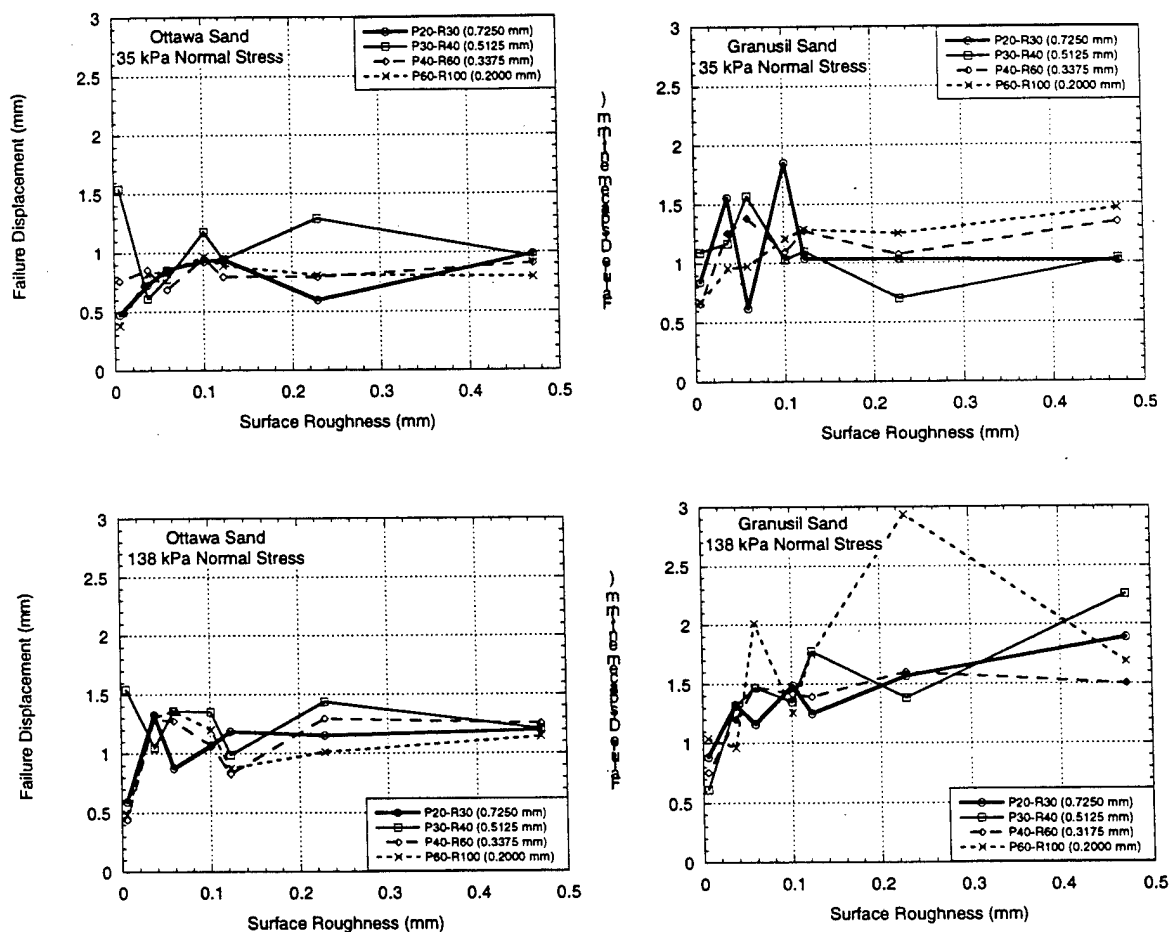 Ottawa Sand
35 kPa Normal Stress
P20-R30 (0.7250 mm)
P30-R40 (0.5125 mm)
P40-R60 (0.3375 mm)
P60-R100 (0.2000 mm)
Failure Displacement (mm)
3
2.5
2
1.5
1
0.5
0
0 0.1 0.2 0.3 0.4 0.5
Surface Roughness (mm)
Granusil Sand
35 kPa Normal Stress
P20-R30 (0.7250 mm)
P30-R40 (0.5125 mm)
P40-R60 (0.3375 mm)
P60-R100 (0.2000 mm)
3
2.5
2
1.5
1
0.5
0
0 0.1 0.2 0.3 0.4 0.5
Surface Roughness (mm)
Ottawa Sand
138 kPa Normal Stress
Failure Displacement (mm)
3
2.5
2
1.5
1
0.5
0
P20-R30 (0.7250 mm)
P30-R40 (0.5125 mm)
P40-R60 (0.3375 mm)
P60-R100 (0.2000 mm)
0 0.1 0.2 0.3 0.4 0.5
Surface Roughness (mm)
Granusil Sand
138 kPa Normal Stress
3
2.5
2
1.5
1
0.5
0
P20-R30 (0.7250 mm)
P30-R40 (0.5125 mm)
P40-R60 (0.3175 mm)
P60-R100 (0.2000 mm)
0 0.1 0.2 0.3 0.4 0.5
Surface Roughness (mm)